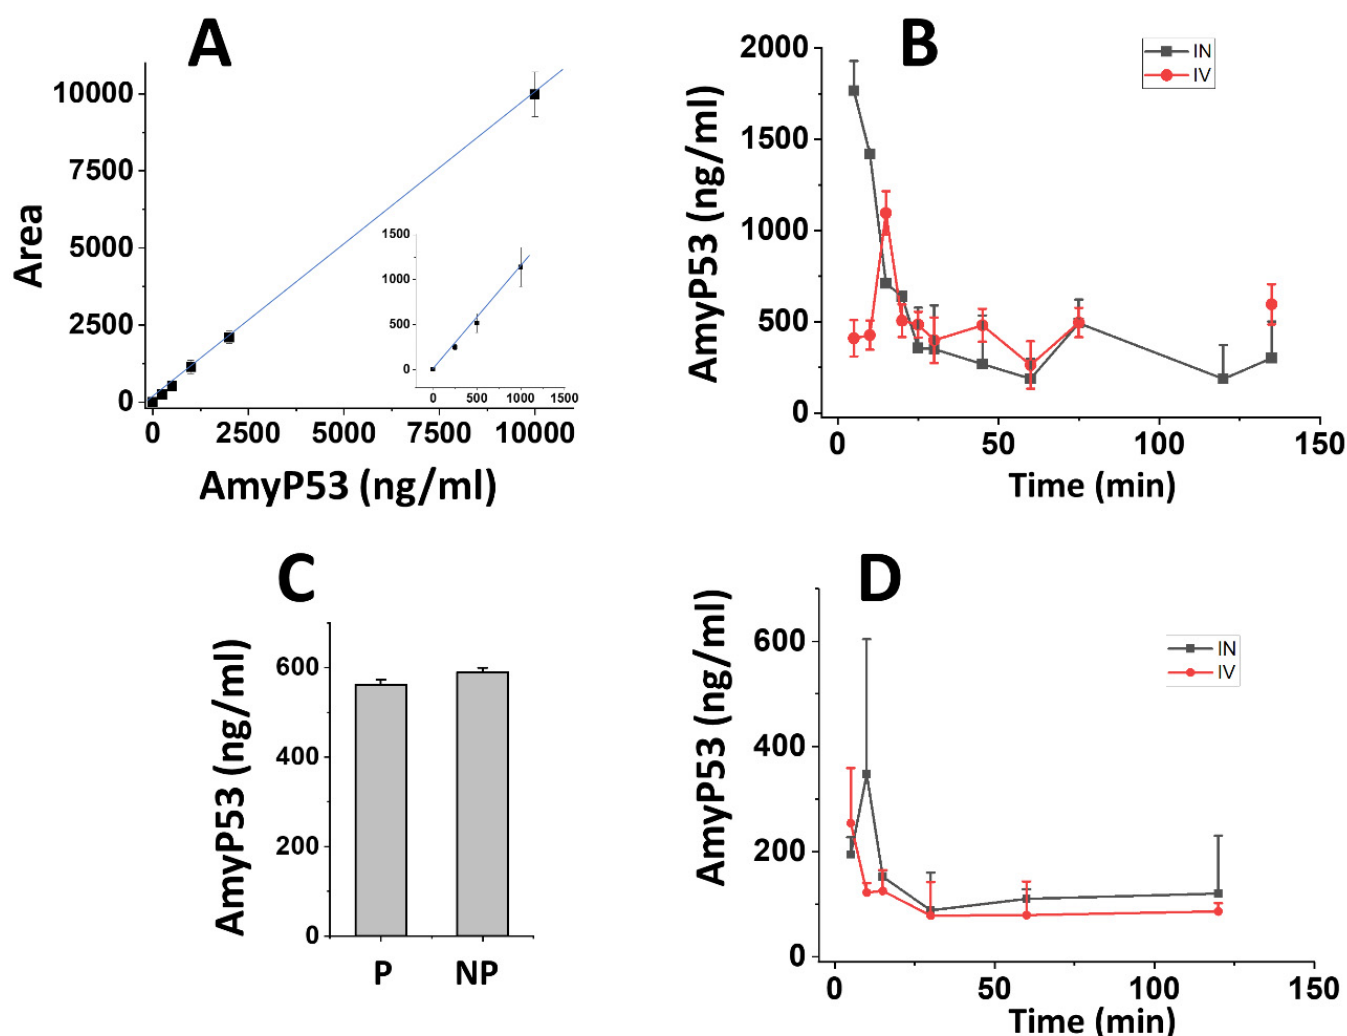 A
10000
7500
5000
2500
0
Area
1500
1000
500
0
0 500 1000 1500
0 2500 5000 7500 10000
AmyP53 (ng/ml)
B
2000
1500
1000
500
0
AmyP53 (ng/ml)
IN
IV
0 50 100 150
Time (min)
C
600
400
200
0
AmyP53 (ng/ml)
P NP
D
600
400
200
0
AmyP53 (ng/ml)
IN
IV
0 50 100 150
Time (min)